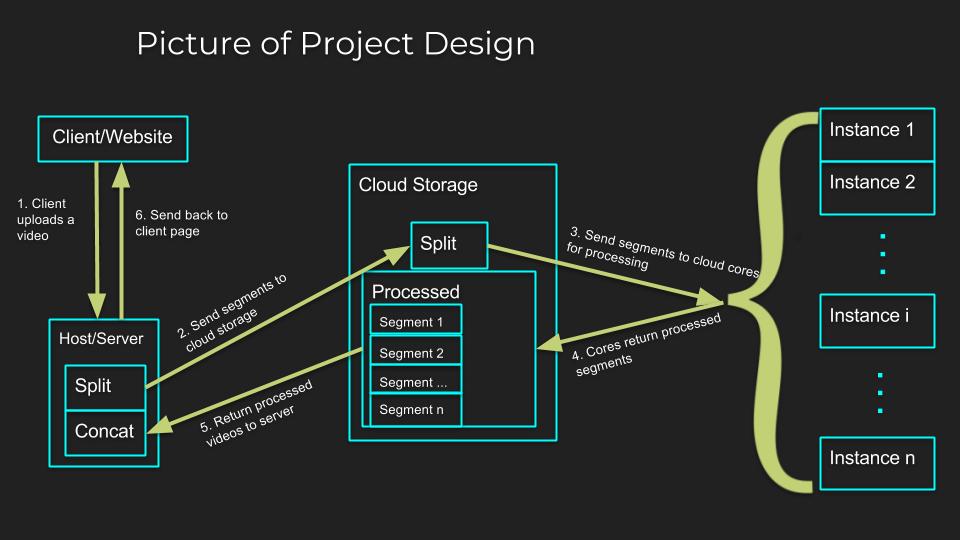 Picture of Project Design
Client/Website
1. Client
uploads a
video
6. Send back to
client page
Host/Server
Split
Concat
2. Send segments to
cloud storage
5. Return processed
videos to server
Cloud Storage
Split
Processed
Segment 1
Segment 2
Segment ...
Segment n
3. Send segments to cloud cores
for processing
4. Cores return processed
segments
Instance 1
Instance 2
Instance i
Instance n